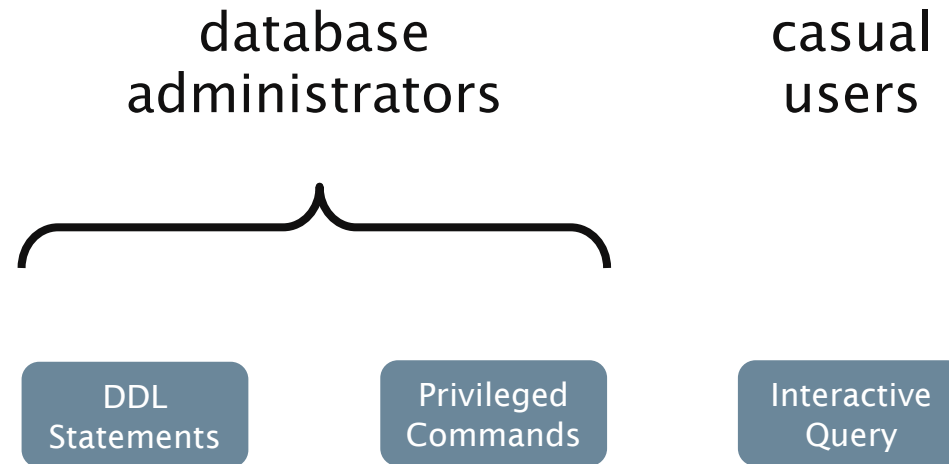 database
administrators
casual
users
DDL
Statements
Privileged
Commands
Interactive
Query